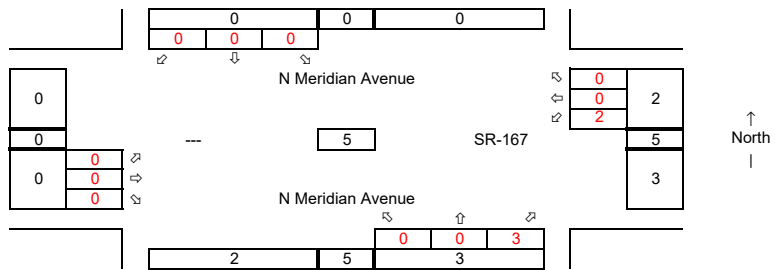 0 0 0
0 0 0
⬃ ⇩ ⬂
N Meridian Avenue
⬁ 0
0 ⇦ 0 2
⬃ 2 ↑
0 --- 5 SR-167 5 North
0 ⬀ |
0 0 ⇨ 3
0 ⬂ N Meridian Avenue
⬁ ⇧ ⬀
0 0 3
2 5 3